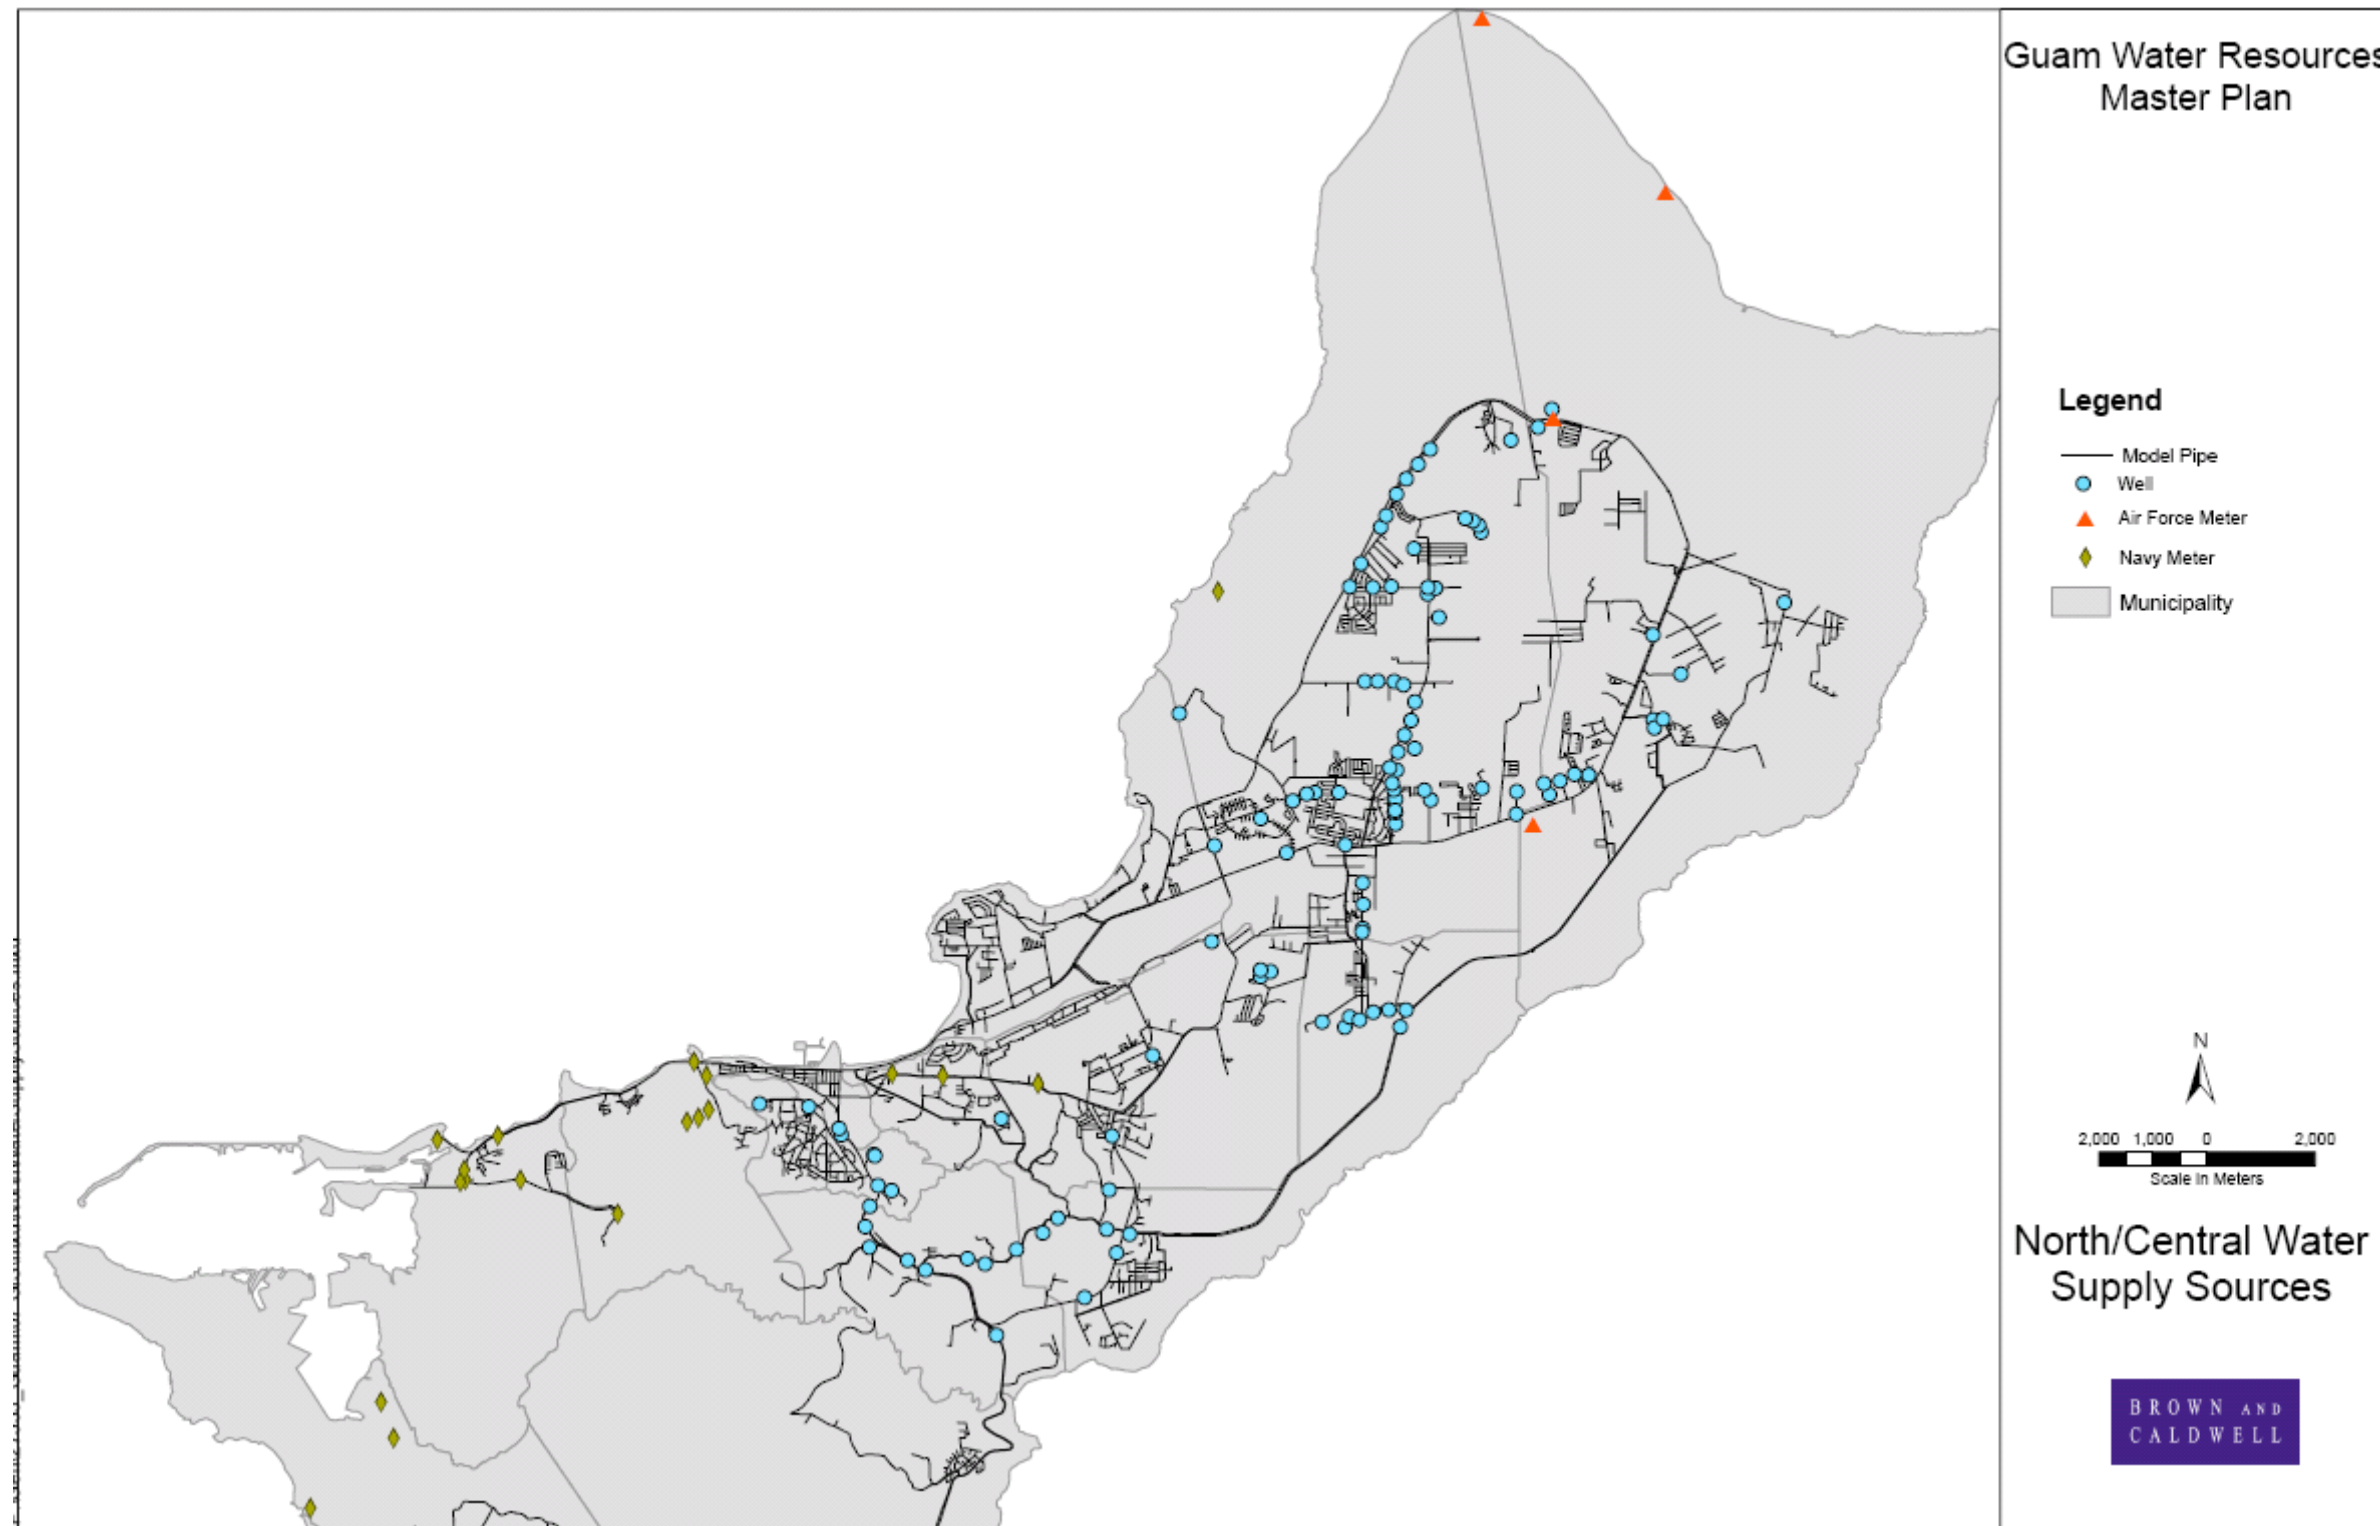 Guam Water Resources
Master Plan
Legend
Model Pipe
Well
Air Force Meter
Navy Meter
Municipality
N
2,000 1,000 0 2,000
Scale in Meters
North/Central Water
Supply Sources
BROWN AND
CALDWELL